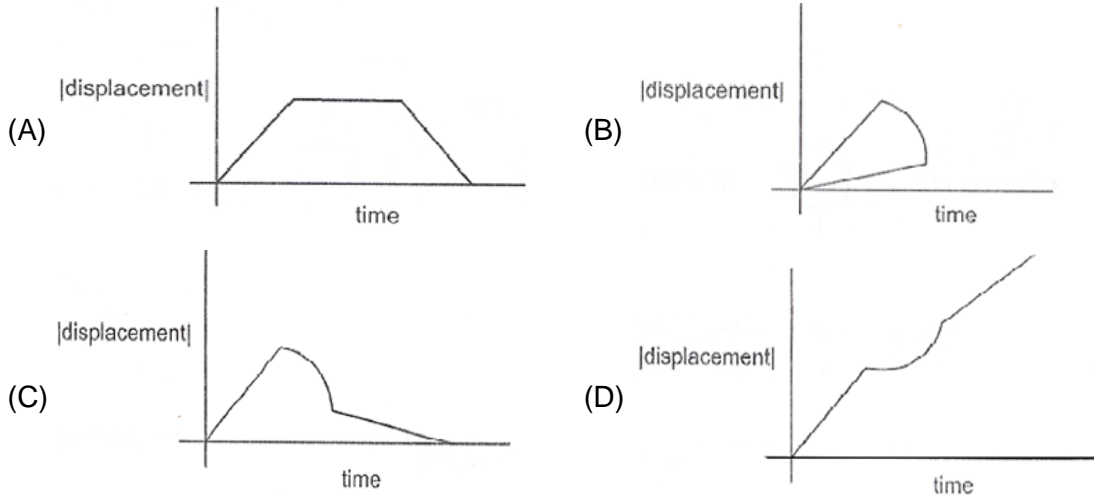 (A)
|displacement|
time
(B)
|displacement|
time
(C)
|displacement|
time
(D)
|displacement|
time